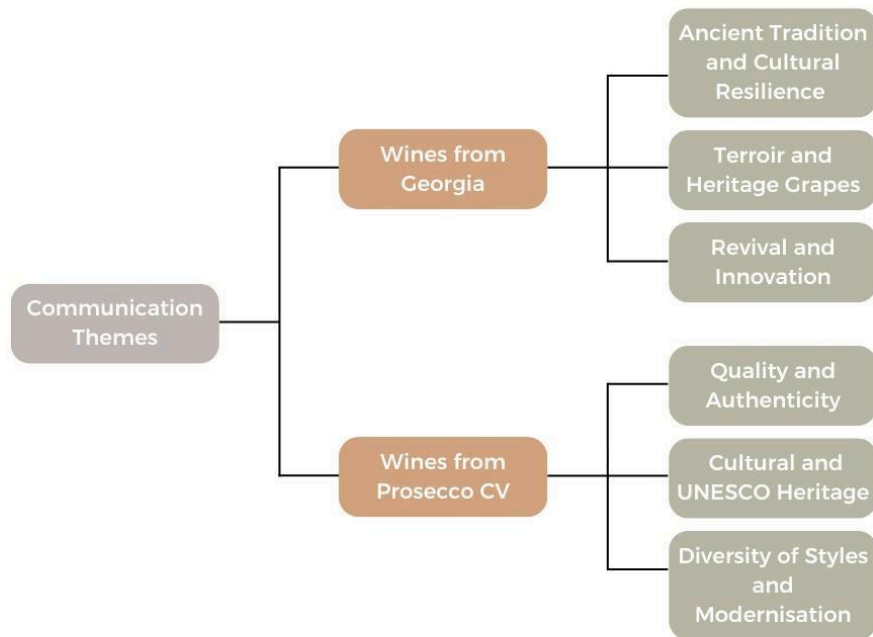 Communication
Themes
Wines from
Georgia
Ancient Tradition
and Cultural
Resilience
Terroir and
Heritage Grapes
Revival and
Innovation
Wines from
Prosecco CV
Quality and
Authenticity
Cultural and
UNESCO Heritage
Diversity of Styles
and
Modernisation